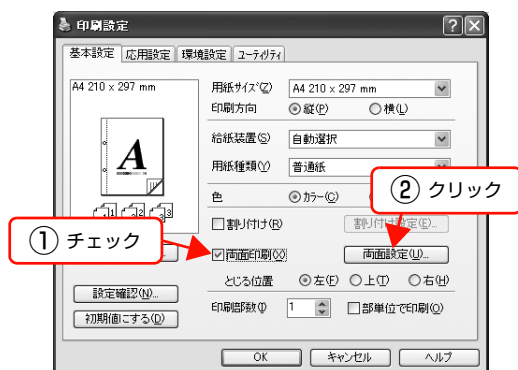 印刷設定
基本設定 応用設定 環境設定 ユーティリティ
A4 210 x 297 mm
用紙サイズ(Z) A4 210 x 297 mm
印刷方向 縦(P) 横(L)
給紙装置(S) 自動選択
用紙種類(Y) 普通紙
A
色 カラー(C)
② クリック
1 2 3
割り付け(R) 割り付け設定(E)...
① チェック
両面印刷(X) 両面設定(U)...
とじる位置 左(F) 上(T) 右(H)
設定確認(N)...
印刷部数(I) 1 部単位で印刷(O)
初期値にする(D)
OK キャンセル ヘルプ